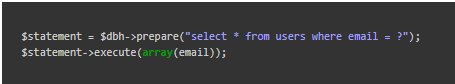 $statement = $dbh->prepare("select * from users where email = ?");
$statement->execute(array(email));